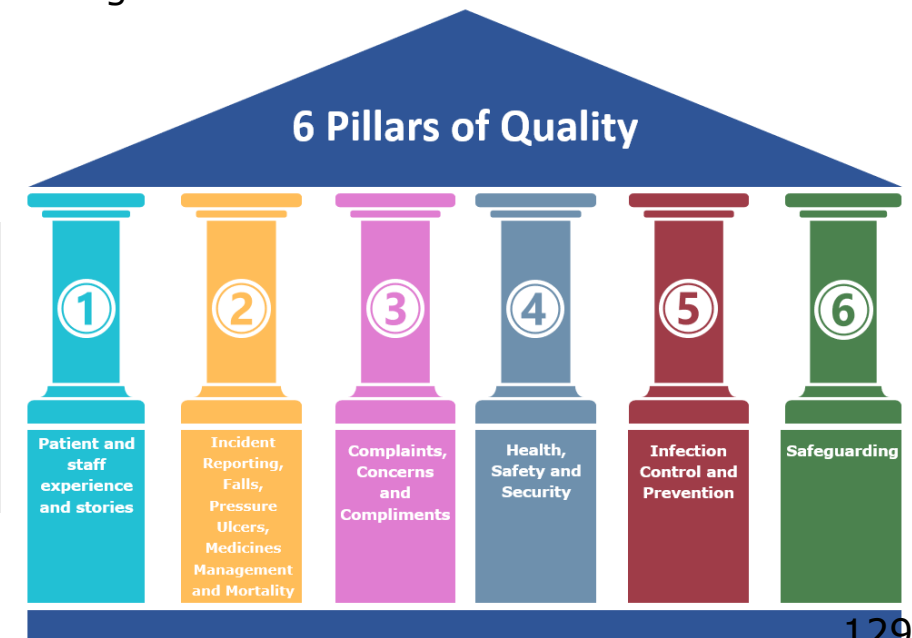 g
6 Pillars of Quality
1
2
3
4
5
6
Patient and
staff
experience
and stories
Incident
Reporting,
Falls,
Pressure
Ulcers,
Medicines
Management
and Mortality
Complaints,
Concerns
and
Compliments
Health,
Safety and
Security
Infection
Control and
Prevention
Safeguarding
129